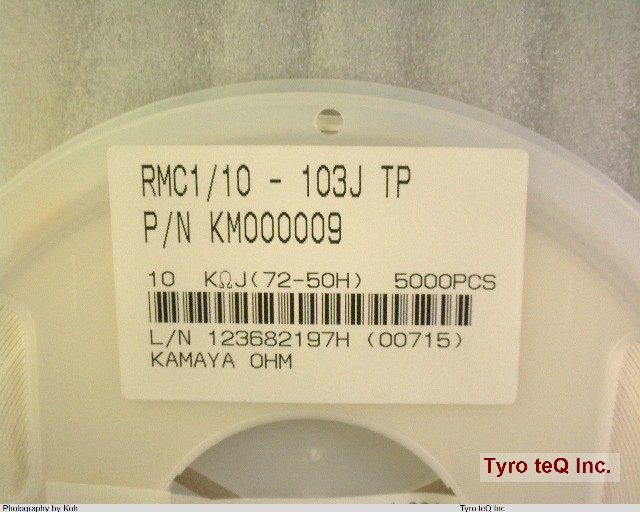 RMC1/10 - 103J TP
P/N KM000009
10 KΩJ(72-50H) 5000PCS
L/N 123682197H (00715)
KAMAYA OHM
Tyro teQ Inc.
Photography by Koh
Tyro teQ Inc